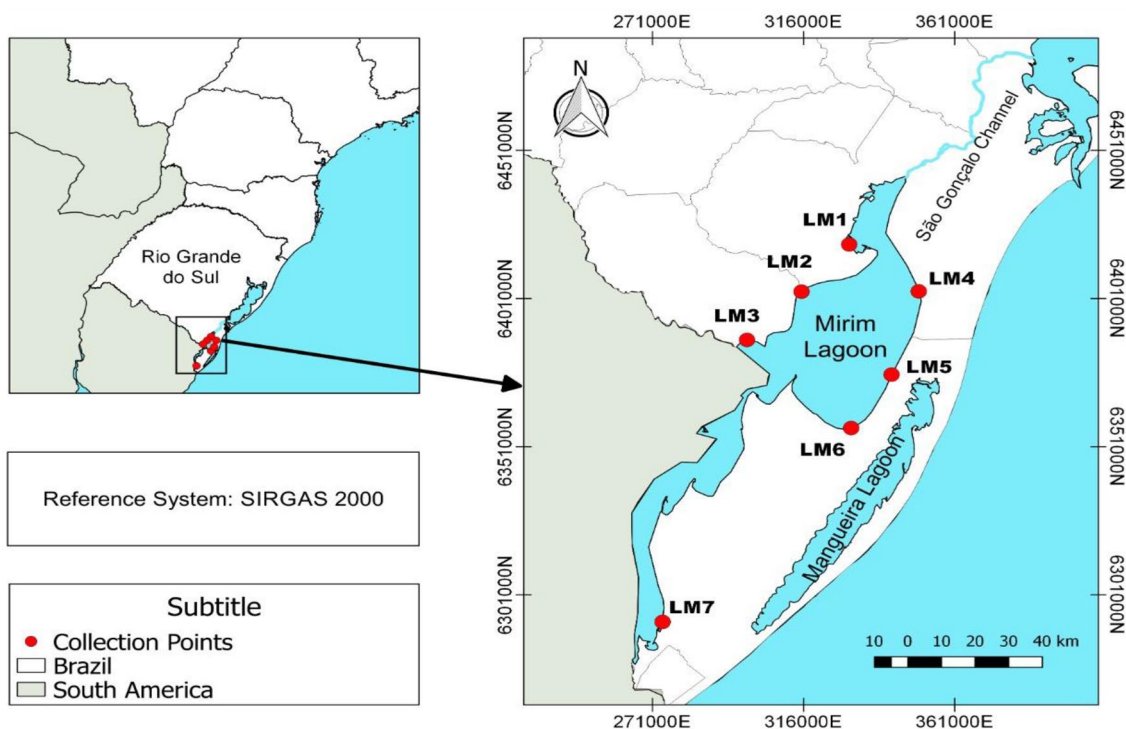 Rio Grande
do Sul
Reference System: SIRGAS 2000
Subtitle
Collection Points
Brazil
South America
271000E 316000E 361000E
N
6451000N 6451000N
São Gonçalo Channel
LM1
LM2
LM4
6401000N 6401000N
LM3
Mirim
Lagoon
LM5
LM6
6351000N 6351000N
Mangueira Lagoon
6301000N 6301000N
LM7
10 0 10 20 30 40 km
271000E 316000E 361000E